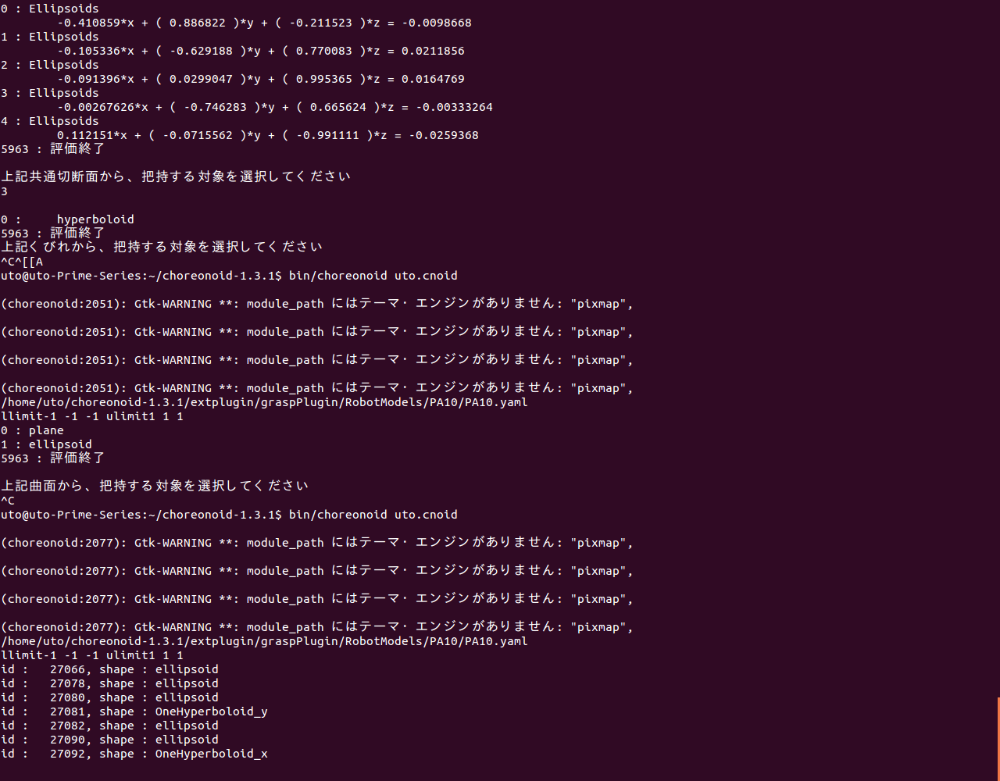 0 : Ellipsoids
-0.410859*x + ( 0.886822 )*y + ( -0.211523 )*z = -0.0098668
1 : Ellipsoids
-0.105336*x + ( -0.629188 )*y + ( 0.770083 )*z = 0.0211856
2 : Ellipsoids
-0.091396*x + ( 0.0299047 )*y + ( 0.995365 )*z = 0.0164769
3 : Ellipsoids
-0.00267626*x + ( -0.746283 )*y + ( 0.665624 )*z = -0.00333264
4 : Ellipsoids
0.112151*x + ( -0.0715562 )*y + ( -0.991111 )*z = -0.0259368
5963 : 評価終了
上記共通切断面から、把持する対象を選択してください
3
0 :     hyperboloid
5963 : 評価終了
上記くびれから、把持する対象を選択してください
^C^[[A
uto@uto-Prime-Series:~/choreonoid-1.3.1$ bin/choreonoid uto.cnoid
(choreonoid:2051): Gtk-WARNING **: module_path にはテーマ・エンジンがありません: "pixmap",
(choreonoid:2051): Gtk-WARNING **: module_path にはテーマ・エンジンがありません: "pixmap",
(choreonoid:2051): Gtk-WARNING **: module_path にはテーマ・エンジンがありません: "pixmap",
(choreonoid:2051): Gtk-WARNING **: module_path にはテーマ・エンジンがありません: "pixmap",
/home/uto/choreonoid-1.3.1/extplugin/graspPlugin/RobotModels/PA10/PA10.yaml
llimit-1 -1 -1 ulimit1 1 1
0 : plane
1 : ellipsoid
5963 : 評価終了
上記曲面から、把持する対象を選択してください
^C
uto@uto-Prime-Series:~/choreonoid-1.3.1$ bin/choreonoid uto.cnoid
(choreonoid:2077): Gtk-WARNING **: module_path にはテーマ・エンジンがありません: "pixmap",
(choreonoid:2077): Gtk-WARNING **: module_path にはテーマ・エンジンがありません: "pixmap",
(choreonoid:2077): Gtk-WARNING **: module_path にはテーマ・エンジンがありません: "pixmap",
(choreonoid:2077): Gtk-WARNING **: module_path にはテーマ・エンジンがありません: "pixmap",
/home/uto/choreonoid-1.3.1/extplugin/graspPlugin/RobotModels/PA10/PA10.yaml
llimit-1 -1 -1 ulimit1 1 1
id :   27066, shape : ellipsoid
id :   27078, shape : ellipsoid
id :   27080, shape : ellipsoid
id :   27081, shape : OneHyperboloid_y
id :   27082, shape : ellipsoid
id :   27090, shape : ellipsoid
id :   27092, shape : OneHyperboloid_x